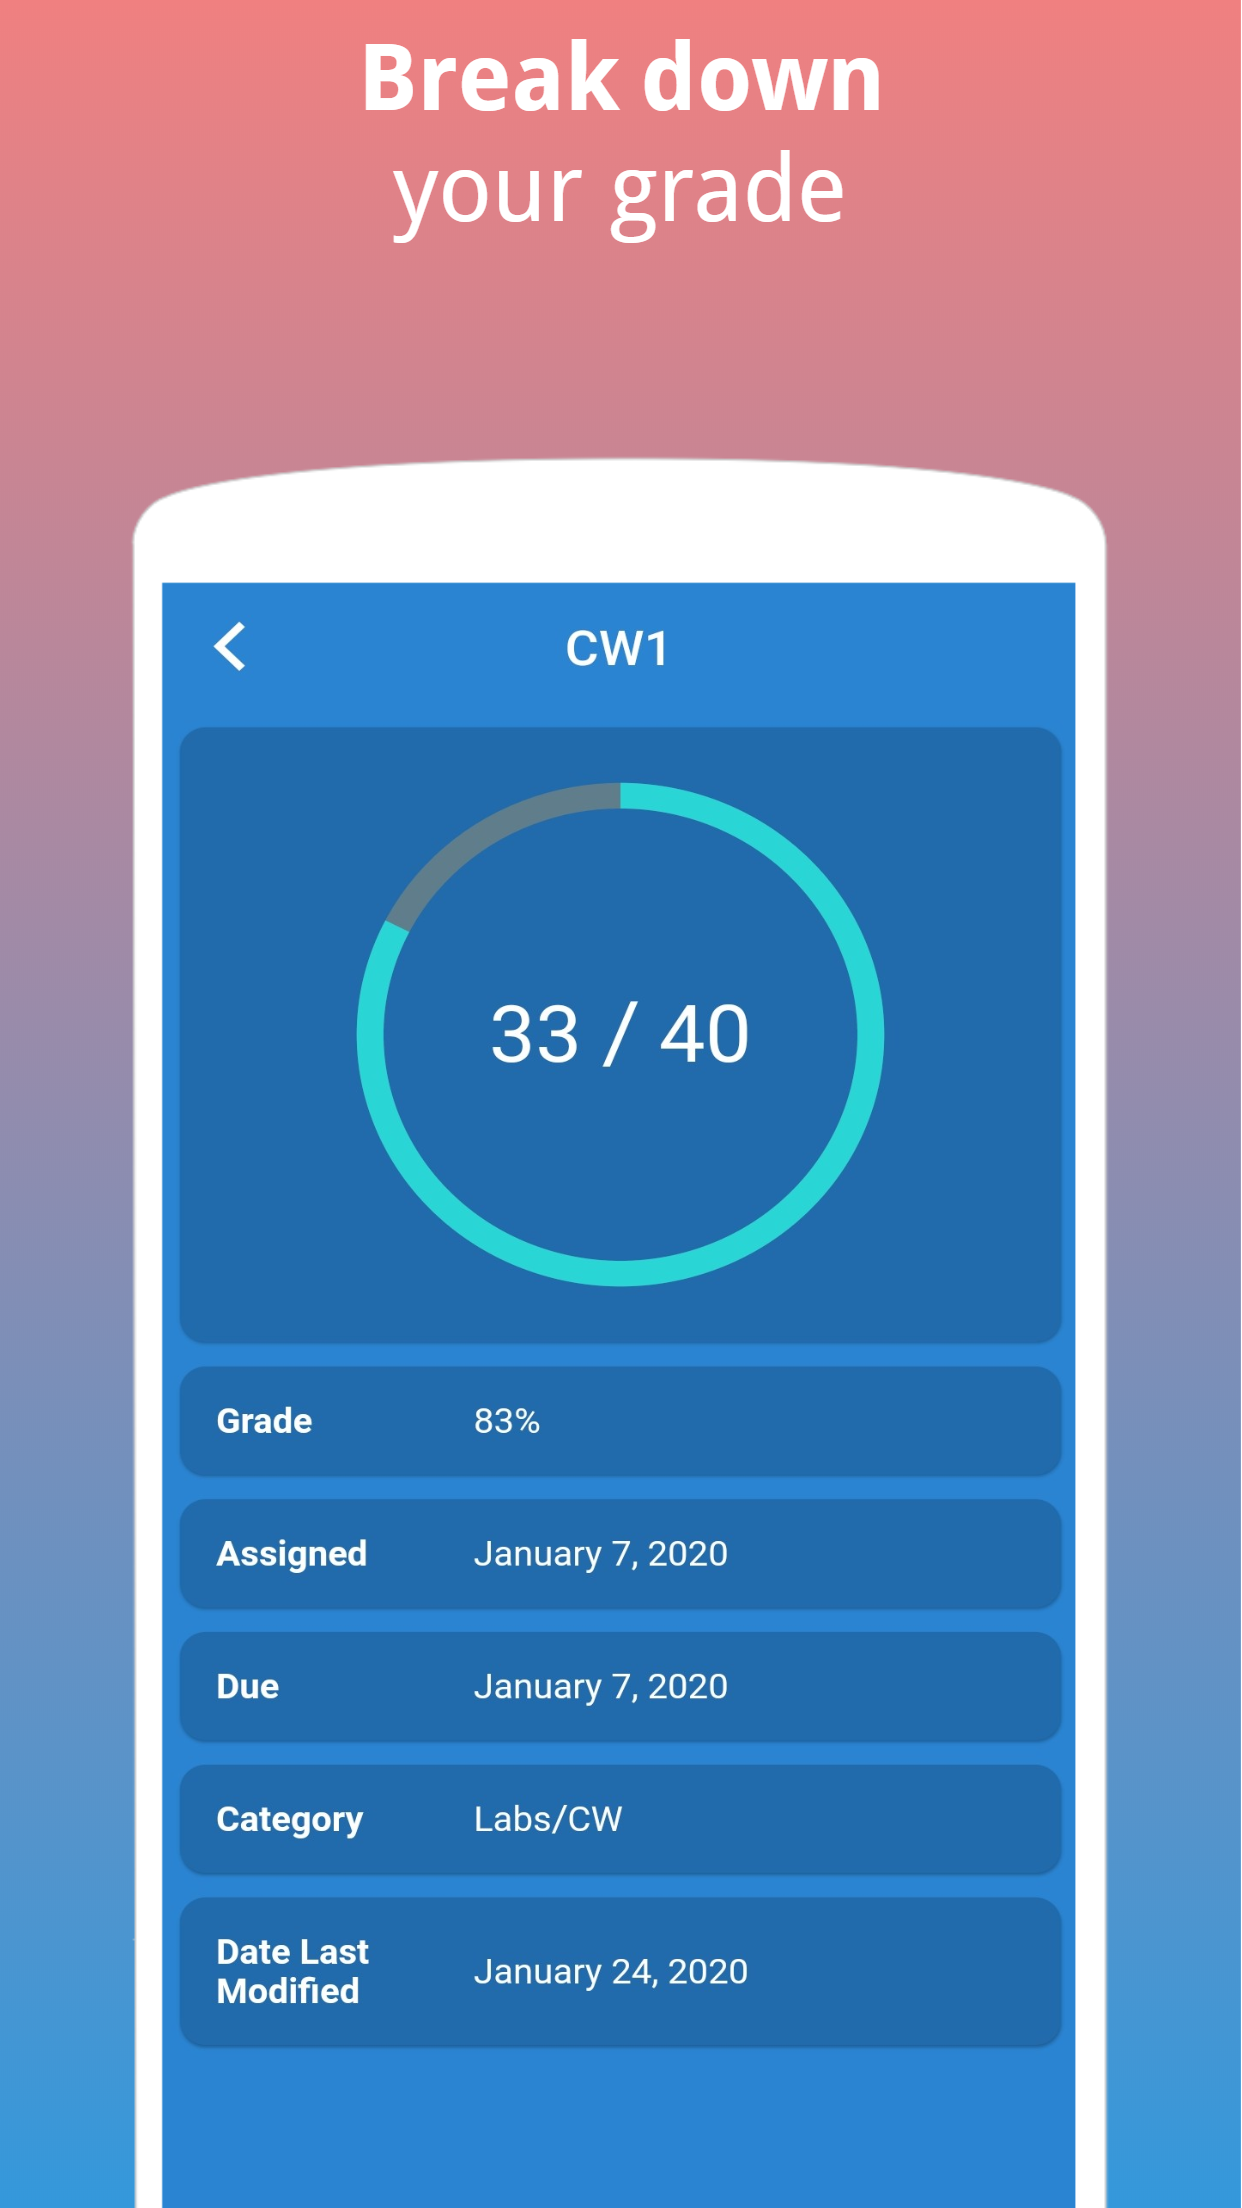 Break down
your grade
CW1
33 / 40
Grade 83%
Assigned January 7, 2020
Due January 7, 2020
Category Labs/CW
Date Last
Modified
January 24, 2020